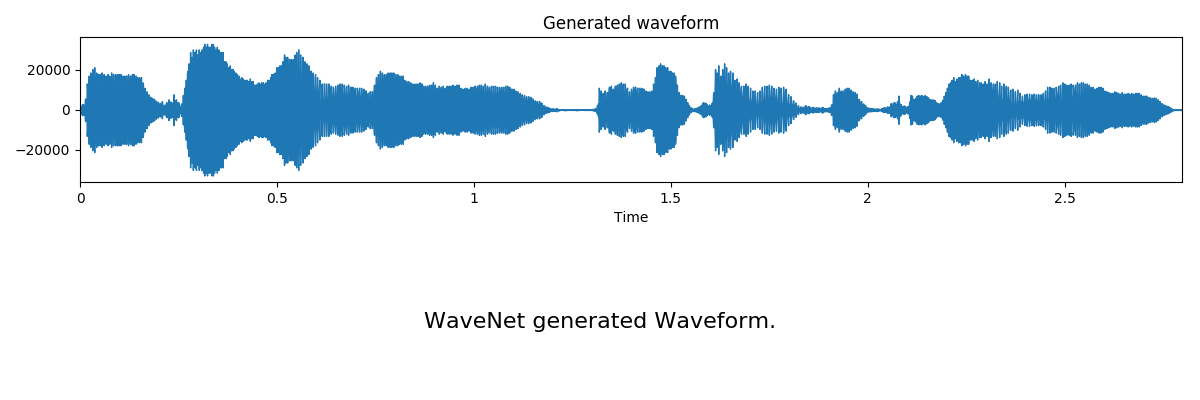 Generated waveform
20000
0
−20000
0 0.5 1 1.5 2 2.5
Time
WaveNet generated Waveform.